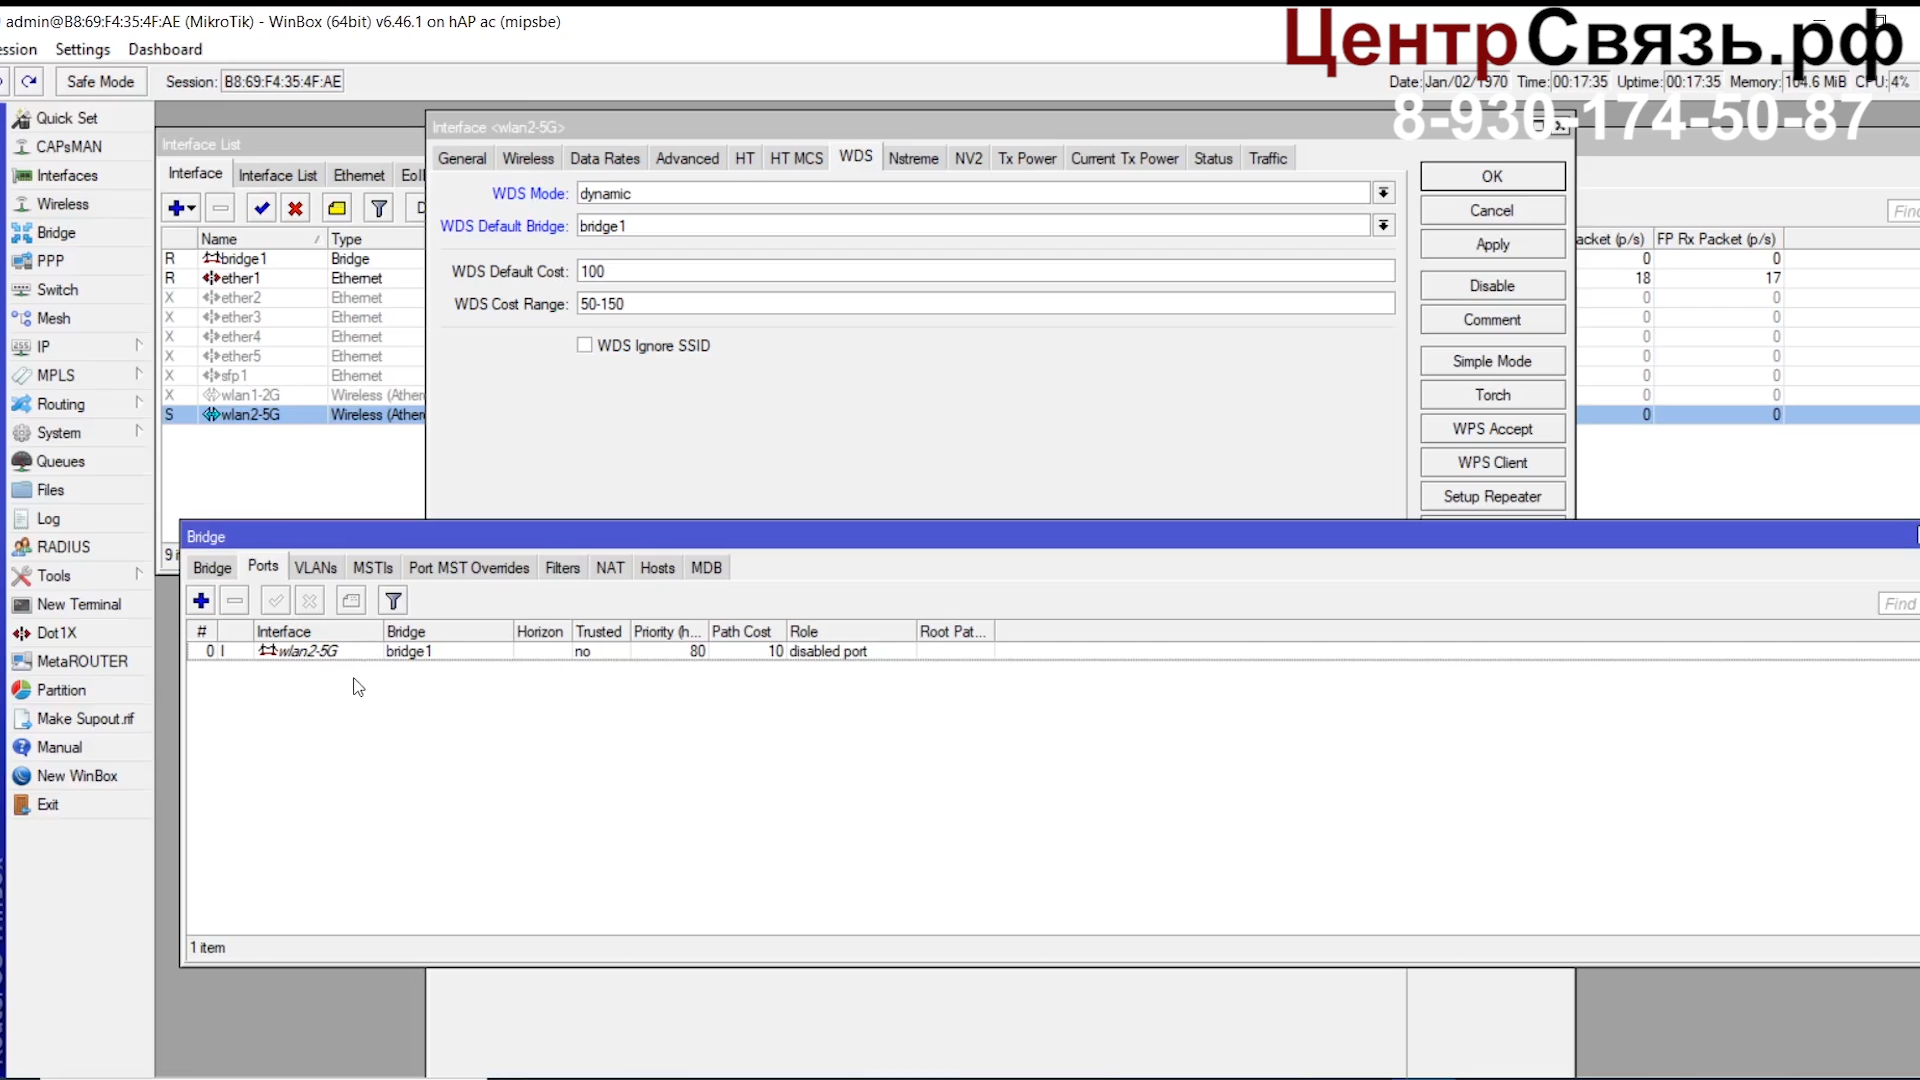 admin@B8:69:F4:35:4F:AE (MikroTik) - WinBox (64bit) v6.46.1 on hAP ac (mipsbe)
ЦентрСвязь.рф
ession Settings Dashboard
Safe Mode Session: B8:69:F4:35:4F:AE
Date: Jan/02/1970 Time: 00:17:35 Uptime: 00:17:35 Memory: 104.6 MiB CPU: 4%
8-930-174-50-87
Quick Set
CAPsMAN
Interfaces
Wireless
Bridge
PPP
Switch
Mesh
IP
MPLS
Routing
System
Queues
Files
Log
RADIUS
Tools
New Terminal
Dot1X
MetaROUTER
Partition
Make Supout.rif
Manual
New WinBox
Exit
Interface List
Interface Interface List Ethernet EoI
Name Type
R bridge1 Bridge
R ether1 Ethernet
X ether2 Ethernet
X ether3 Ethernet
X ether4 Ethernet
X ether5 Ethernet
X sfp1 Ethernet
X wlan1-2G Wireless (Ather
S wlan2-5G Wireless (Ather
9 i
Interface <wlan2-5G>
General Wireless Data Rates Advanced HT HT MCS WDS Nstreme NV2 Tx Power Current Tx Power Status Traffic
WDS Mode: dynamic
WDS Default Bridge: bridge1
WDS Default Cost: 100
WDS Cost Range: 50-150
WDS Ignore SSID
OK
Cancel
Apply
Disable
Comment
Simple Mode
Torch
WPS Accept
WPS Client
Setup Repeater
Find
acket (p/s) FP Rx Packet (p/s)
0 0
18 17
0 0
0 0
0 0
0 0
0 0
0 0
0 0
Bridge
Bridge Ports VLANs MSTIs Port MST Overrides Filters NAT Hosts MDB
Find
# Interface Bridge Horizon Trusted Priority (h... Path Cost Role Root Pat...
0 I wlan2-5G bridge1 no 80 10 disabled port
1 item